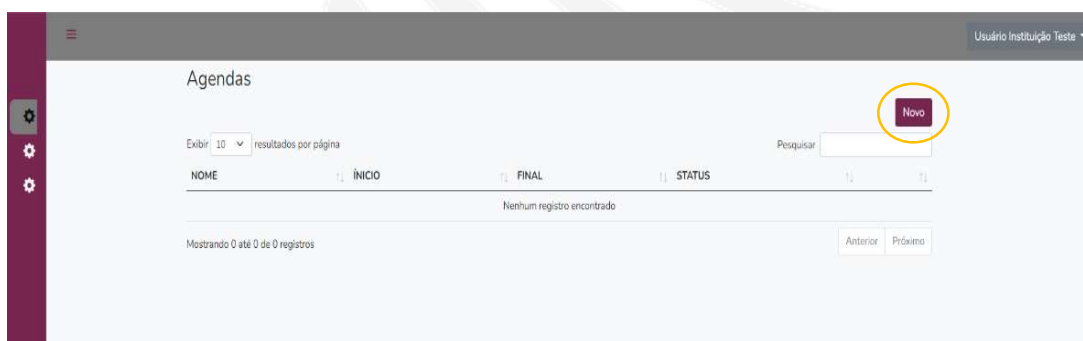 Usuário Instituição Teste
Agendas
Novo
Exibir 10 resultados por página
Pesquisar
NOME ÍNICIO FINAL STATUS
Nenhum registro encontrado
Mostrando 0 até 0 de 0 registros
Anterior Próximo